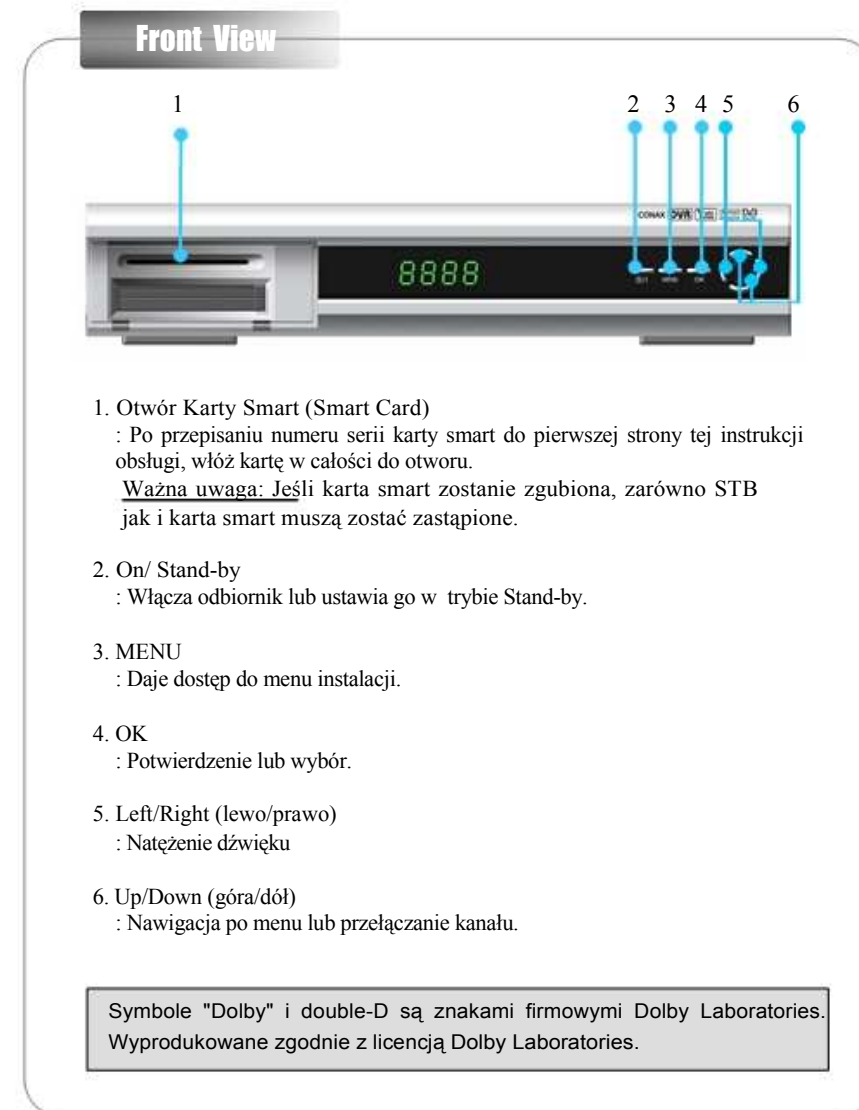 Front View
1 2 3 4 5 6
CONAX DVR
8888
MENU OK
1. Otwór Karty Smart (Smart Card)
: Po przepisaniu numeru serii karty smart do pierwszej strony tej instrukcji
obsługi, włóż kartę w całości do otworu.
Ważna uwaga: Jeśli karta smart zostanie zgubiona, zarówno STB
jak i karta smart muszą zostać zastąpione.
2. On/ Stand-by
: Włącza odbiornik lub ustawia go w trybie Stand-by.
3. MENU
: Daje dostęp do menu instalacji.
4. OK
: Potwierdzenie lub wybór.
5. Left/Right (lewo/prawo)
: Natężenie dźwięku
6. Up/Down (góra/dół)
: Nawigacja po menu lub przełączanie kanału.
Symbole "Dolby" i double-D są znakami firmowymi Dolby Laboratories.
Wyprodukowane zgodnie z licencją Dolby Laboratories.